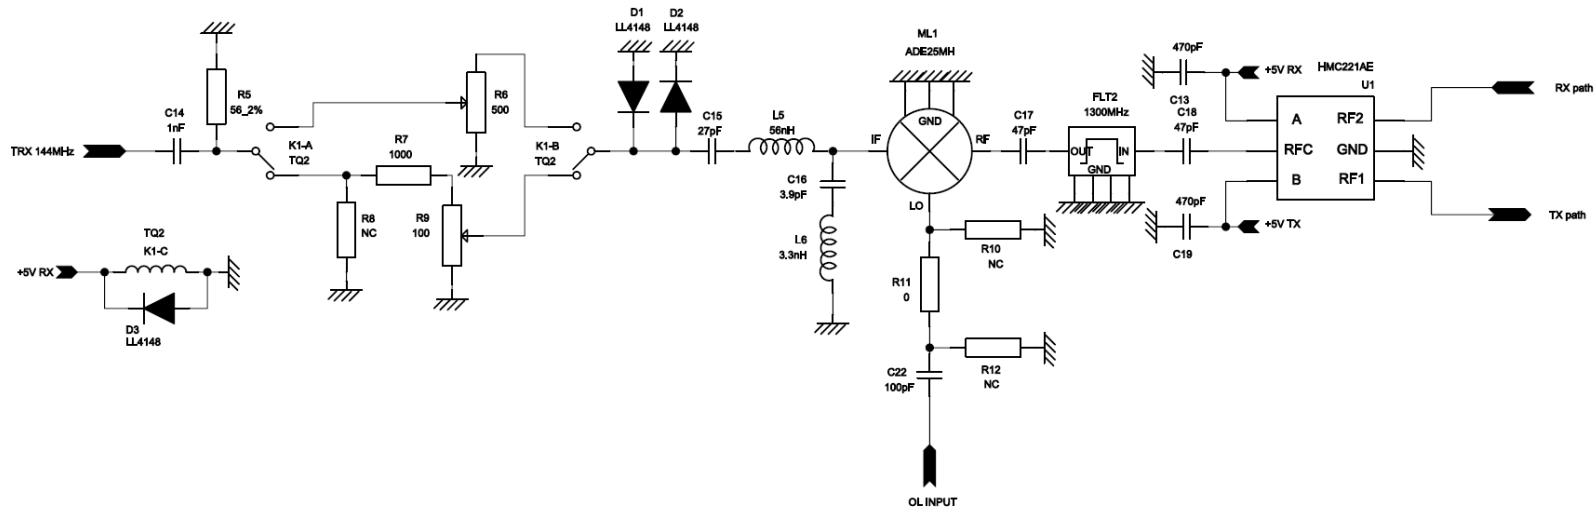 D1
LL4148
D2
LL4148
ML1
ADE25MH
470pF
+5V RX
HMC221AE
U1
R5
56_2%
R6
500
GND
FLT2
1300MHz
C13
RX path
C14
1nF
K1-A
TQ2
R7
1000
K1-B
TQ2
C15
27pF
L5
56nH
IF
RF
C17
47pF
OUT
IN
GND
C18
47pF
A
RF2
RFC
GND
B
RF1
TRX 144MHz
C16
3.9pF
LO
470pF
+5V TX
C19
TX path
R8
NC
R9
100
TQ2
K1-C
+5V RX
D3
LL4148
L6
3.3nH
R10
NC
R11
0
R12
NC
C22
100pF
OL INPUT